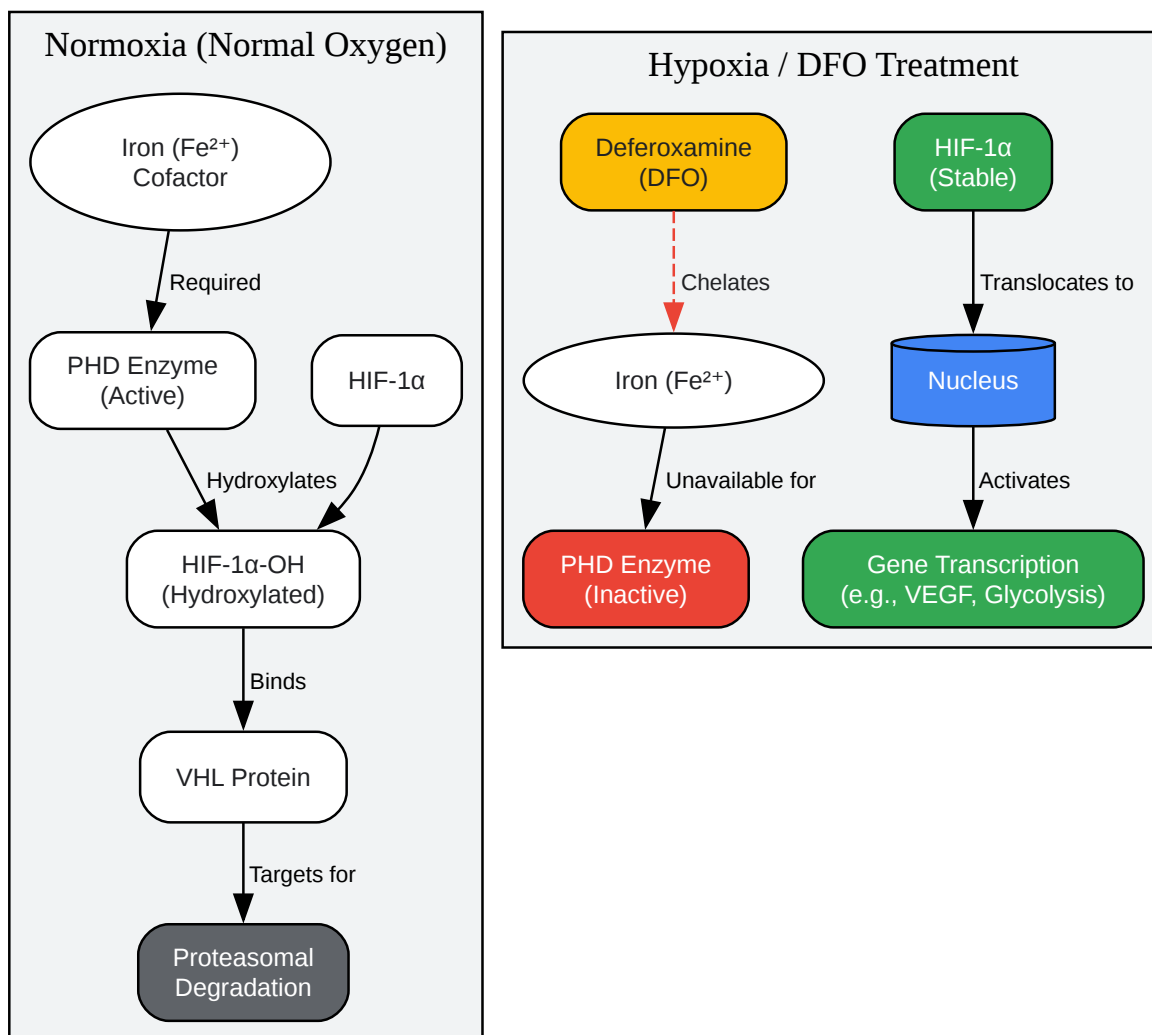 Normoxia (Normal Oxygen)
Iron (Fe²⁺)
Cofactor
Required
PHD Enzyme
(Active)
HIF-1α
Hydroxylates
HIF-1α-OH
(Hydroxylated)
Binds
VHL Protein
Targets for
Proteasomal
Degradation
Hypoxia / DFO Treatment
Deferoxamine
(DFO)
HIF-1α
(Stable)
Chelates
Translocates to
Iron (Fe²⁺)
Nucleus
Unavailable for
Activates
PHD Enzyme
(Inactive)
Gene Transcription
(e.g., VEGF, Glycolysis)